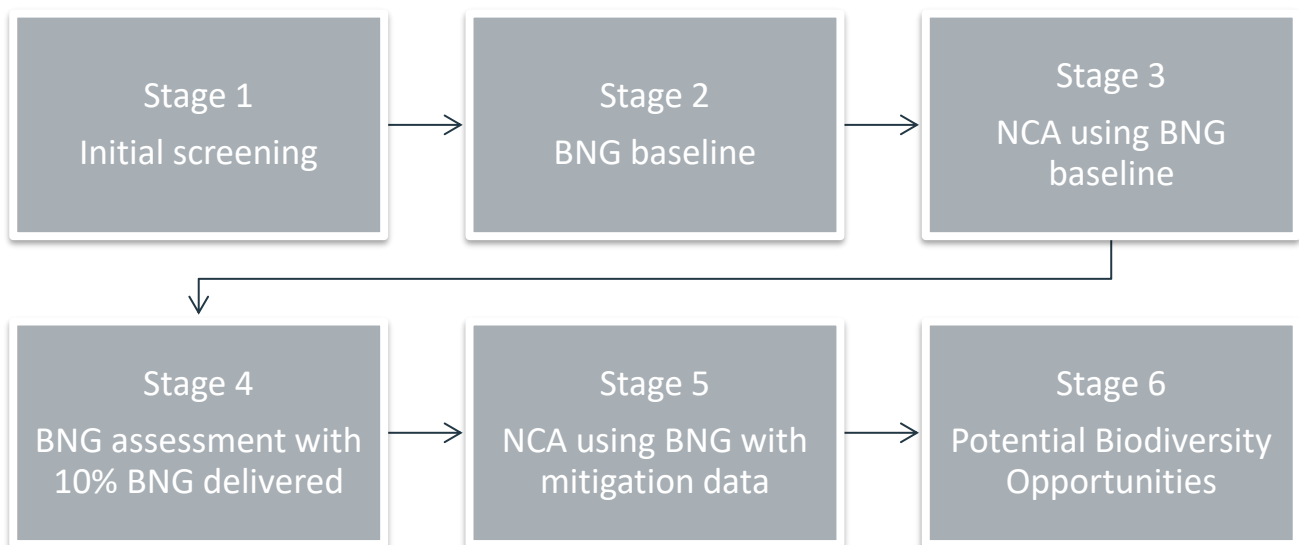 Stage 1
Initial screening
Stage 2
BNG baseline
Stage 3
NCA using BNG
baseline
Stage 4
BNG assessment with
10% BNG delivered
Stage 5
NCA using BNG with
mitigation data
Stage 6
Potential Biodiversity
Opportunities